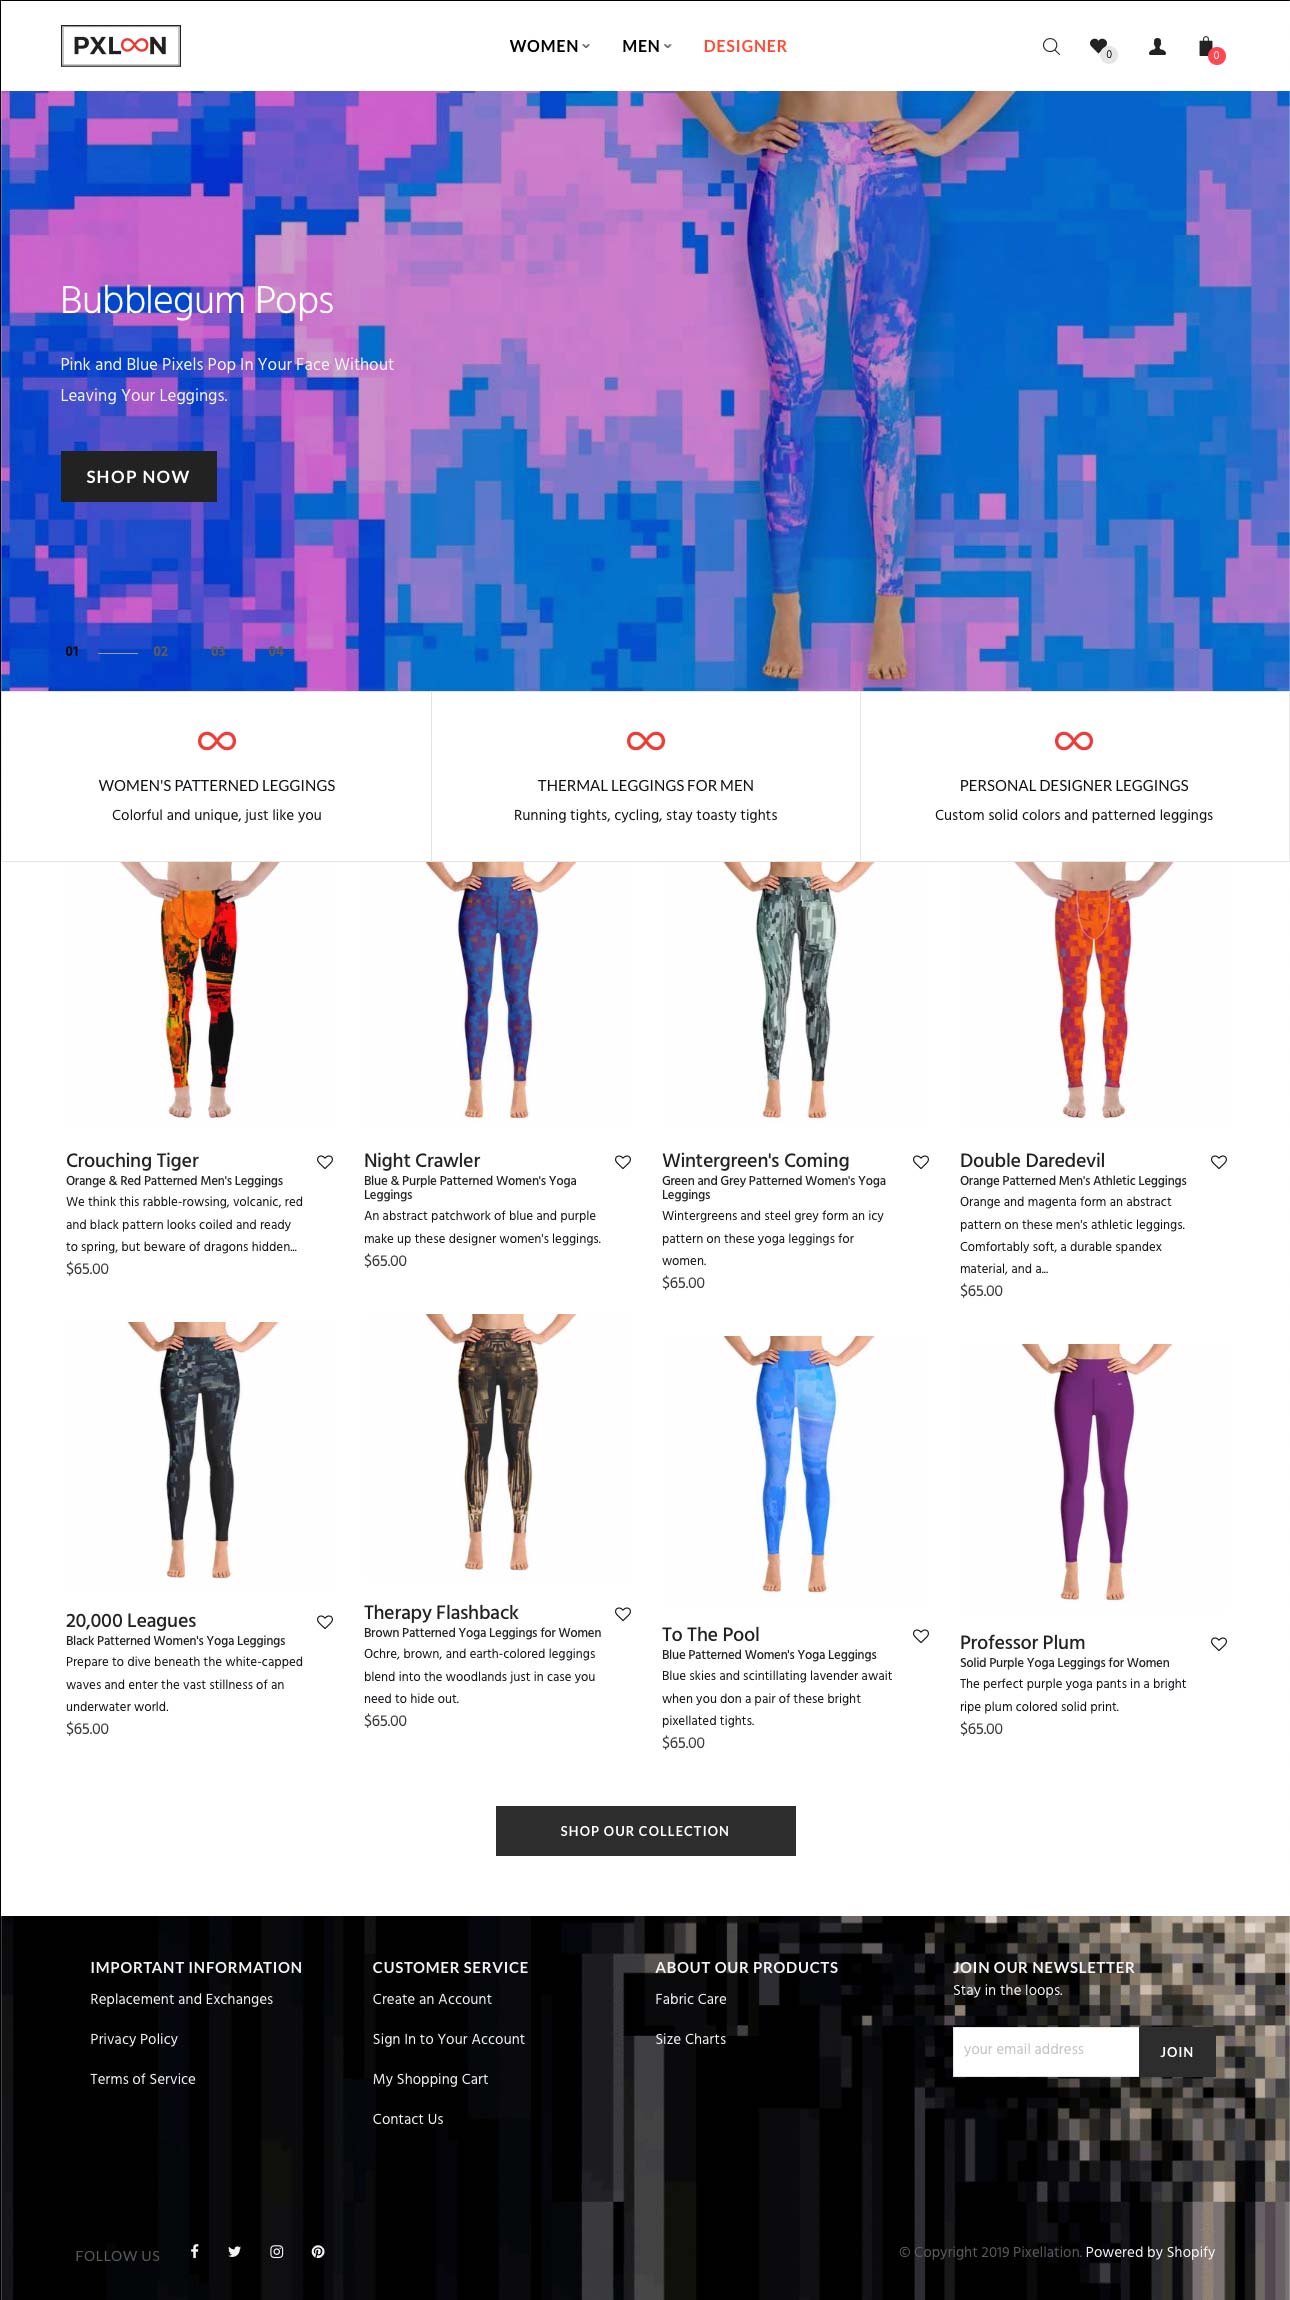 PXLOON
WOMEN
MEN
DESIGNER
0
0
Bubblegum Pops
Pink and Blue Pixels Pop In Your Face Without
Leaving Your Leggings.
SHOP NOW
01 02 03 04
WOMEN'S PATTERNED LEGGINGS
Colorful and unique, just like you
THERMAL LEGGINGS FOR MEN
Running tights, cycling, stay toasty tights
PERSONAL DESIGNER LEGGINGS
Custom solid colors and patterned leggings
Crouching Tiger
Orange & Red Patterned Men's Leggings
We think this rabble-rowsing, volcanic, red
and black pattern looks coiled and ready
to spring, but beware of dragons hidden...
$65.00
Night Crawler
Blue & Purple Patterned Women's Yoga
Leggings
An abstract patchwork of blue and purple
make up these designer women's leggings.
$65.00
Wintergreen's Coming
Green and Grey Patterned Women's Yoga
Leggings
Wintergreens and steel grey form an icy
pattern on these yoga leggings for
women.
$65.00
Double Daredevil
Orange Patterned Men's Athletic Leggings
Orange and magenta form an abstract
pattern on these men's athletic leggings.
Comfortably soft, a durable spandex
material, and a...
$65.00
20,000 Leagues
Black Patterned Women's Yoga Leggings
Prepare to dive beneath the white-capped
waves and enter the vast stillness of an
underwater world.
$65.00
Therapy Flashback
Brown Patterned Yoga Leggings for Women
Ochre, brown, and earth-colored leggings
blend into the woodlands just in case you
need to hide out.
$65.00
To The Pool
Blue Patterned Women's Yoga Leggings
Blue skies and scintillating lavender await
when you don a pair of these bright
pixellated tights.
$65.00
Professor Plum
Solid Purple Yoga Leggings for Women
The perfect purple yoga pants in a bright
ripe plum colored solid print.
$65.00
SHOP OUR COLLECTION
IMPORTANT INFORMATION
Replacement and Exchanges
Privacy Policy
Terms of Service
CUSTOMER SERVICE
Create an Account
Sign In to Your Account
My Shopping Cart
Contact Us
ABOUT OUR PRODUCTS
Fabric Care
Size Charts
JOIN OUR NEWSLETTER
Stay in the loops.
your email address
JOIN
FOLLOW US
© Copyright 2019 Pixellation. Powered by Shopify